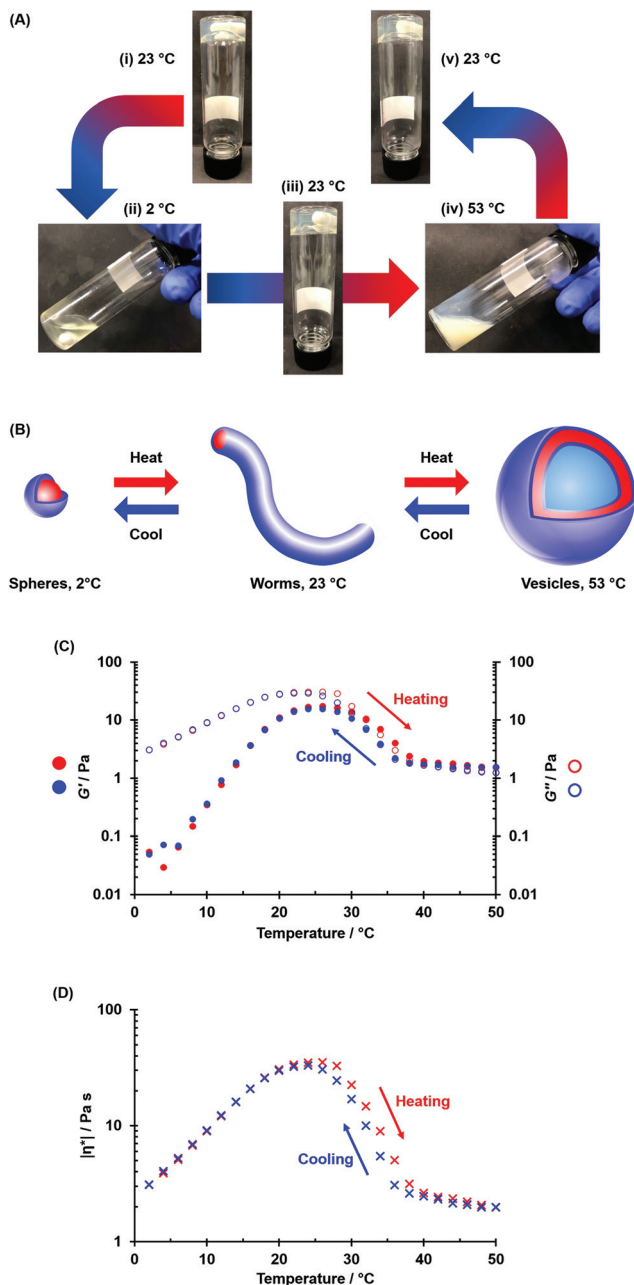 (A)
(i) 23 °C
(v) 23 °C
(iii) 23 °C
(ii) 2 °C
(iv) 53 °C
(B)
Heat
Heat
Cool
Cool
Spheres, 2°C
Worms, 23 °C
Vesicles, 53 °C
(C)
100
100
Heating
10
10
G′ / Pa
G″ / Pa
1
1
Cooling
0.1
0.1
0.01
0.01
0
10
20
30
40
50
Temperature / °C
(D)
100
|η*| / Pa s
Heating
10
Cooling
1
0
10
20
30
40
50
Temperature / °C